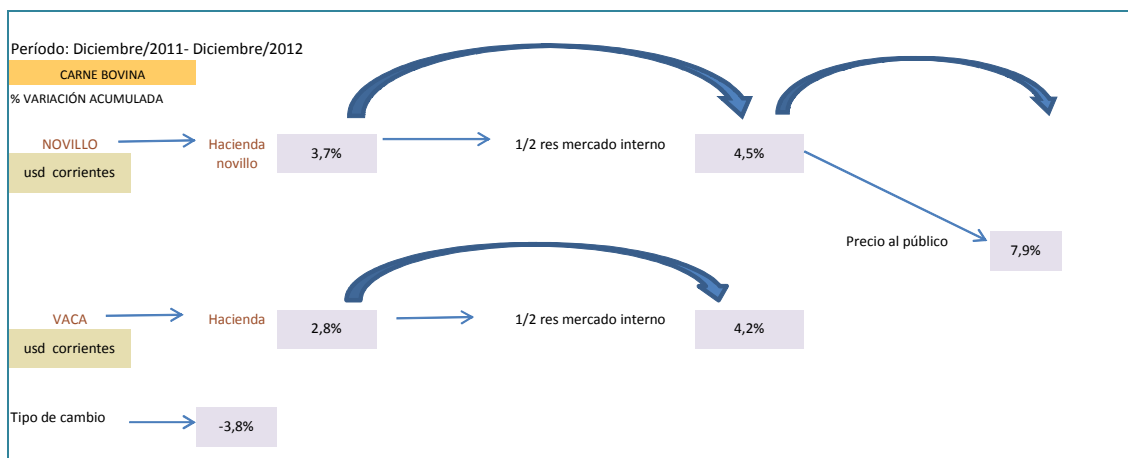 Período: Diciembre/2011- Diciembre/2012
CARNE BOVINA
% VARIACIÓN ACUMULADA
NOVILLO
usd corrientes
Hacienda
novillo
3,7%
1/2 res mercado interno
4,5%
Precio al público
7,9%
VACA
usd corrientes
Hacienda
2,8%
1/2 res mercado interno
4,2%
Tipo de cambio
-3,8%